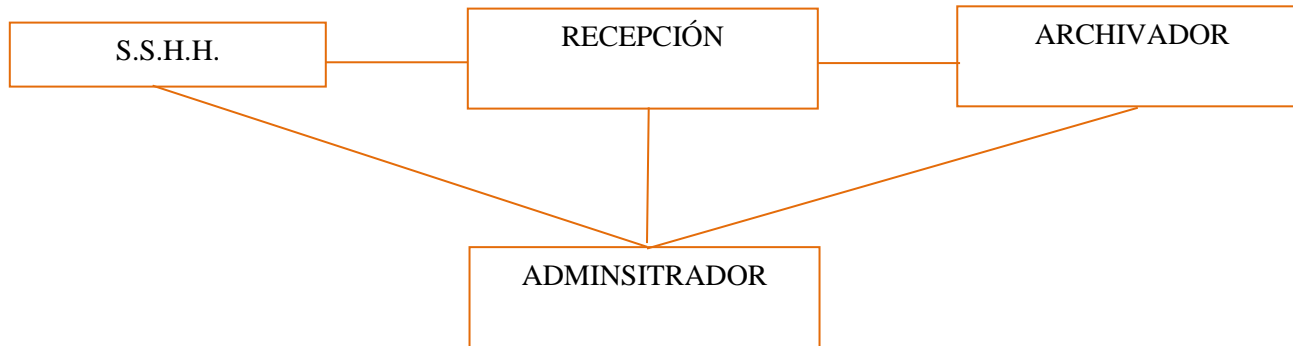 S.S.H.H.
RECEPCIÓN
ARCHIVADOR
ADMINSITRADOR